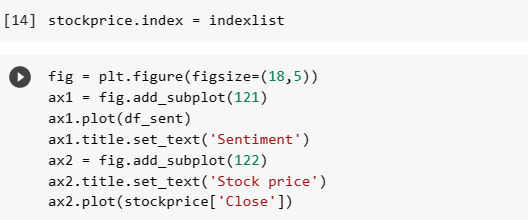 [14] stockprice.index = indexlist
fig = plt.figure(figsize=(18,5))
ax1 = fig.add_subplot(121)
ax1.plot(df_sent)
ax1.title.set_text('Sentiment')
ax2 = fig.add_subplot(122)
ax2.title.set_text('Stock price')
ax2.plot(stockprice['Close'])